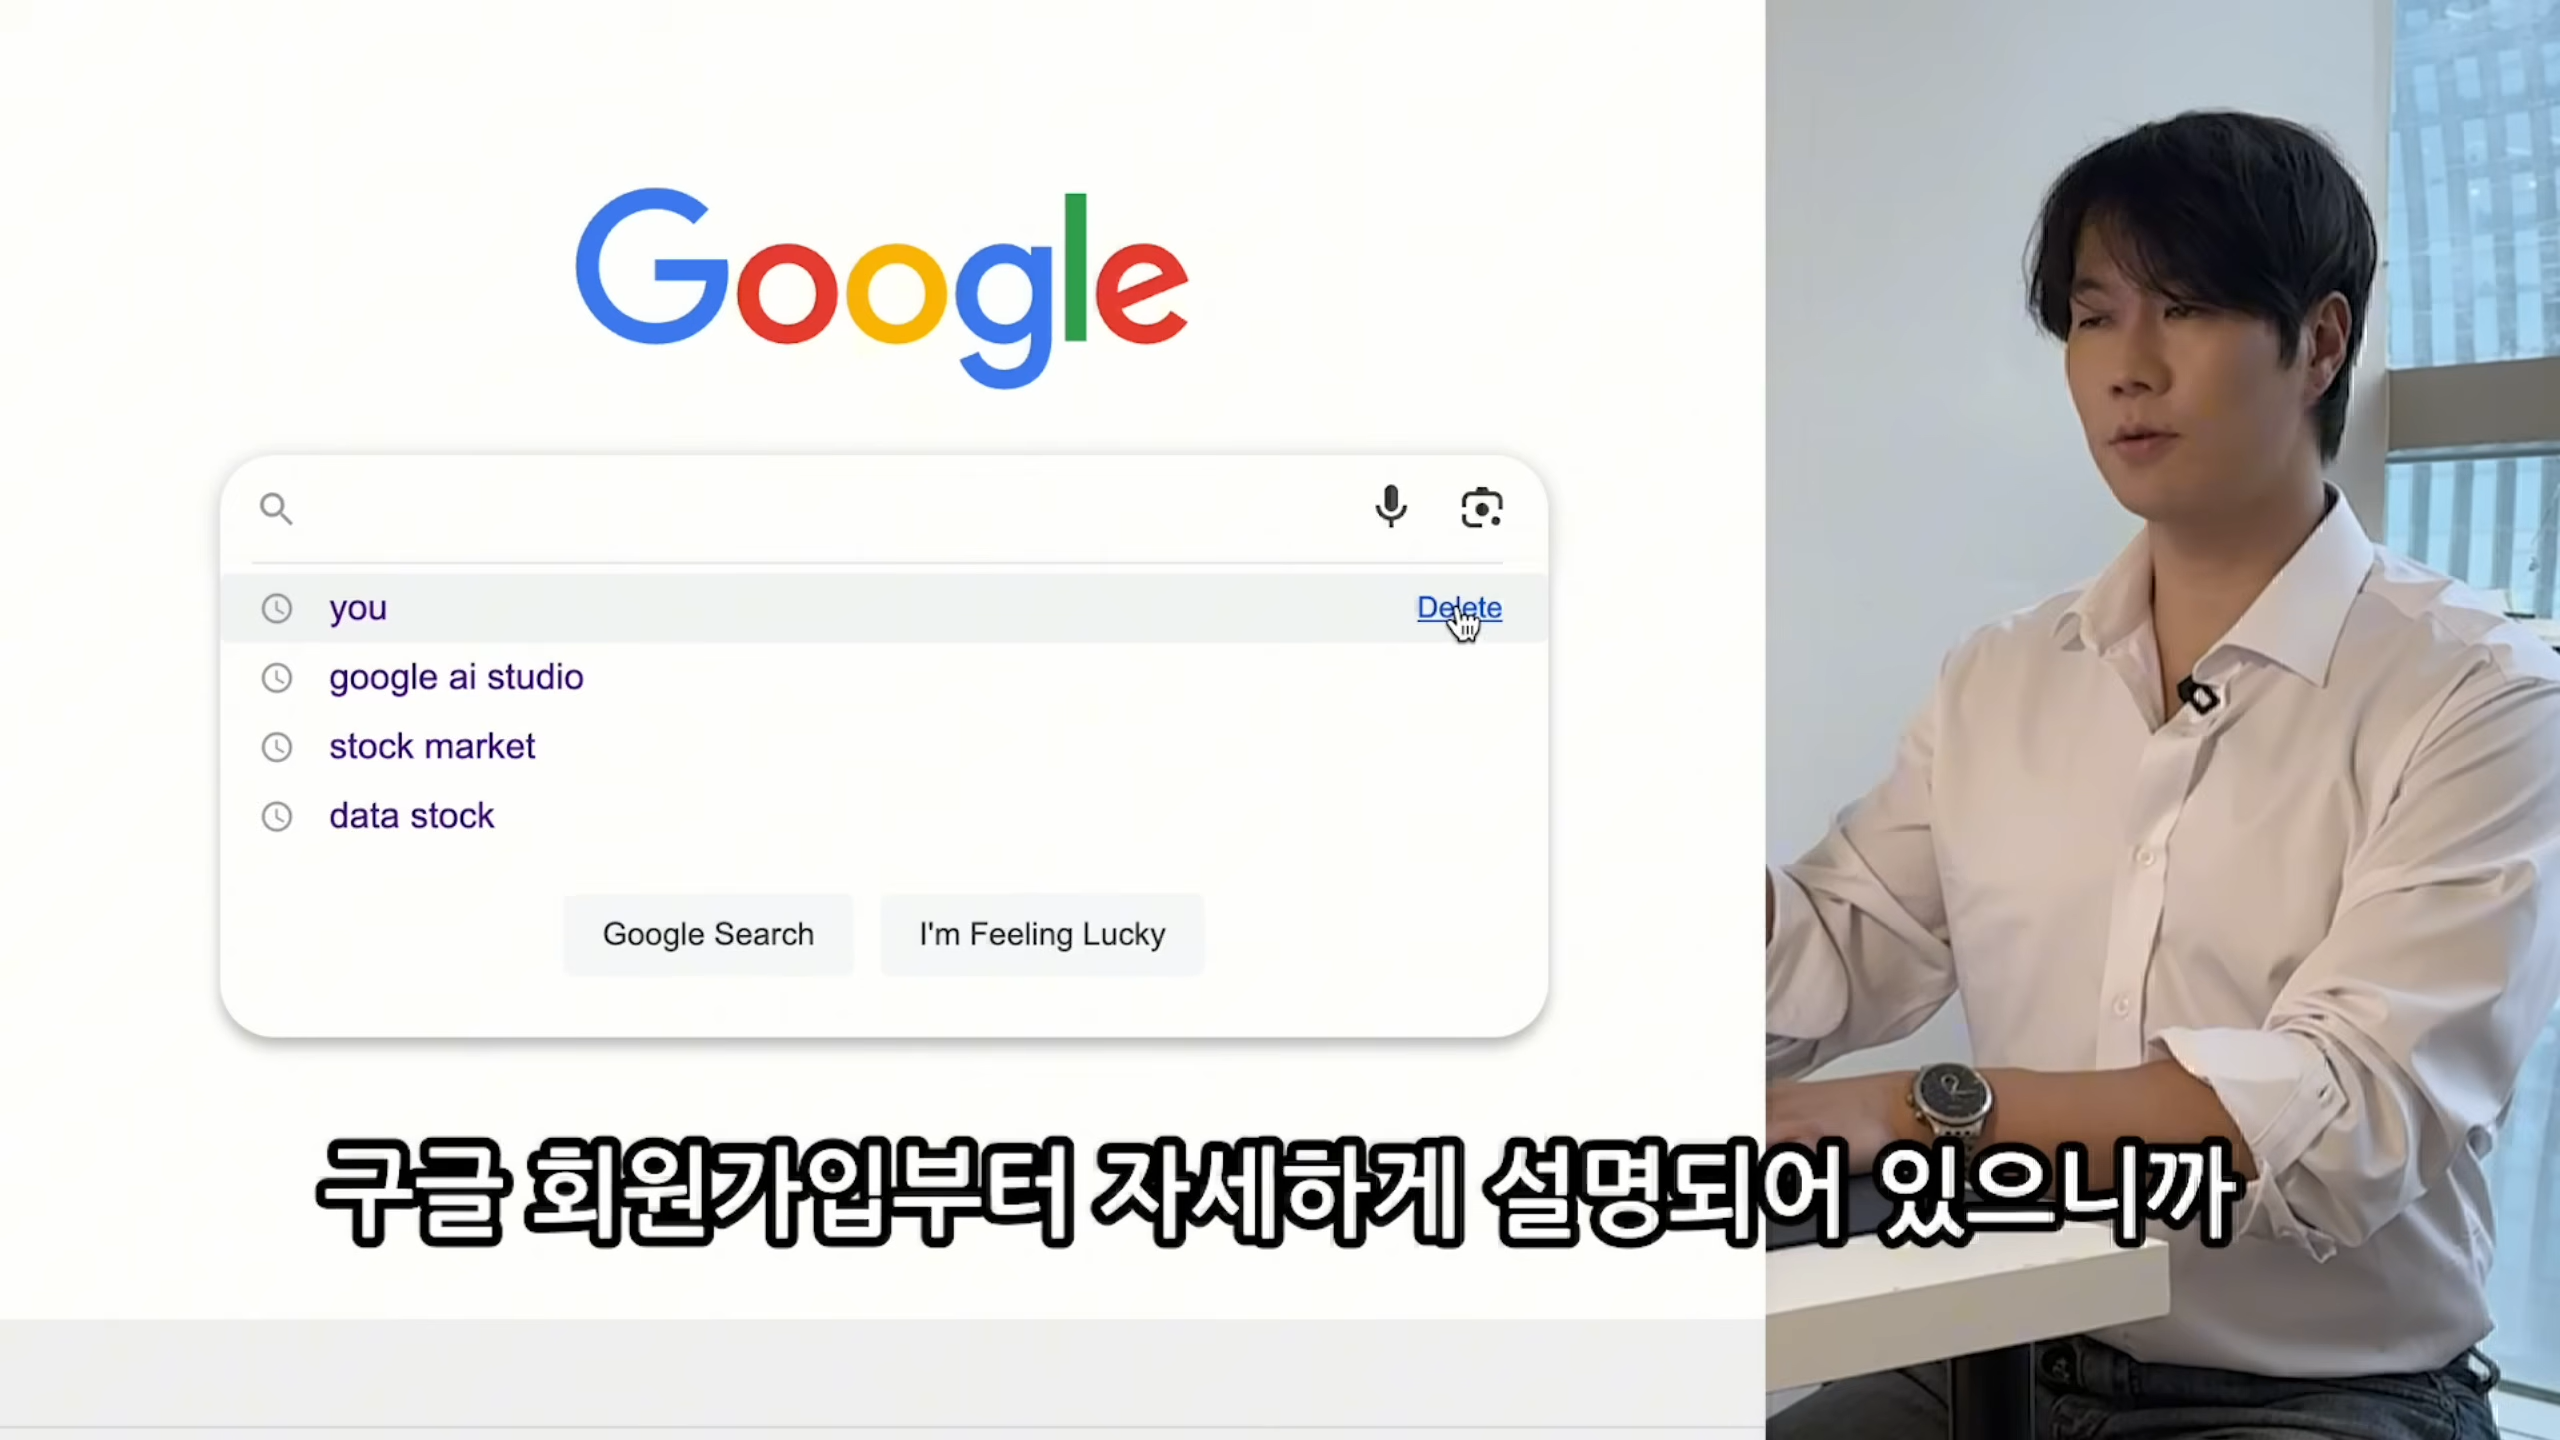 Google
you
Delete
google ai studio
stock market
data stock
Google Search
I'm Feeling Lucky
구글 회원가입부터 자세하게 설명되어 있으니까